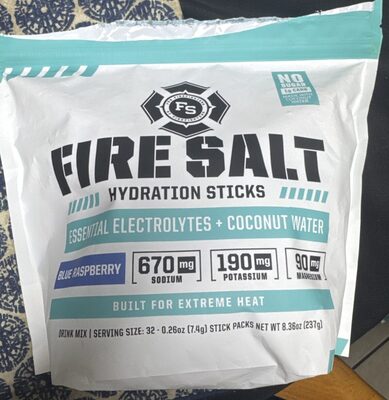 NO
SUGAR
FS
FIRE SALT
HYDRATION STICKS
ESSENTIAL ELECTROLYTES + COCONUT WATER
BLUE RASPBERRY
670 mg
SODIUM
190 mg
POTASSIUM
90 mg
MAGNESIUM
BUILT FOR EXTREME HEAT
DRINK MIX | SERVING SIZE: 32 - 0.26oz (7.4g) STICK PACKS NET WT 8.36oz (237g)